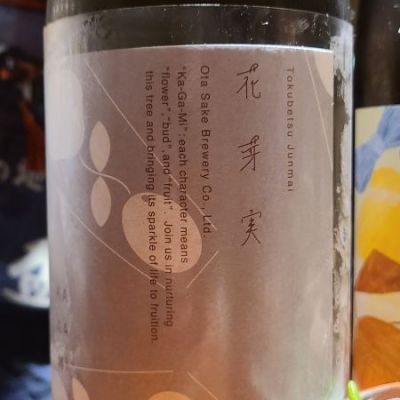 Tokubetsu Junmai
花芽実
Ota Sake Brewery Co., Ltd
"Ka-Ga-Mi"; each character means
"flower", "bud", and "fruit". Join us in nurturing
this tree and bringing its sparkle of life to fruition.